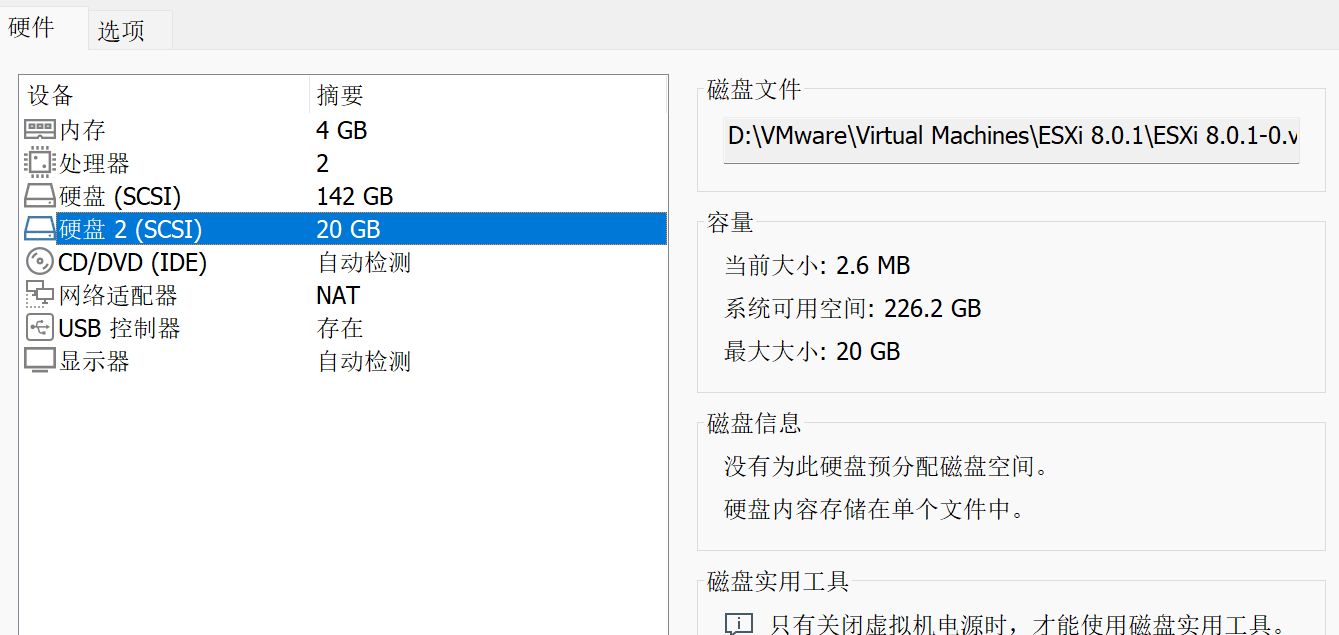 硬件 选项
设备 摘要
内存 4 GB
处理器 2
硬盘 (SCSI) 142 GB
硬盘 2 (SCSI) 20 GB
CD/DVD (IDE) 自动检测
网络适配器 NAT
USB 控制器 存在
显示器 自动检测
磁盘文件
D:\VMware\Virtual Machines\ESXi 8.0.1\ESXi 8.0.1-0.v
容量
当前大小: 2.6 MB
系统可用空间: 226.2 GB
最大大小: 20 GB
磁盘信息
没有为此硬盘预分配磁盘空间。
硬盘内容存储在单个文件中。
磁盘实用工具
只有关闭虚拟机电源时，才能使用磁盘实用工具。